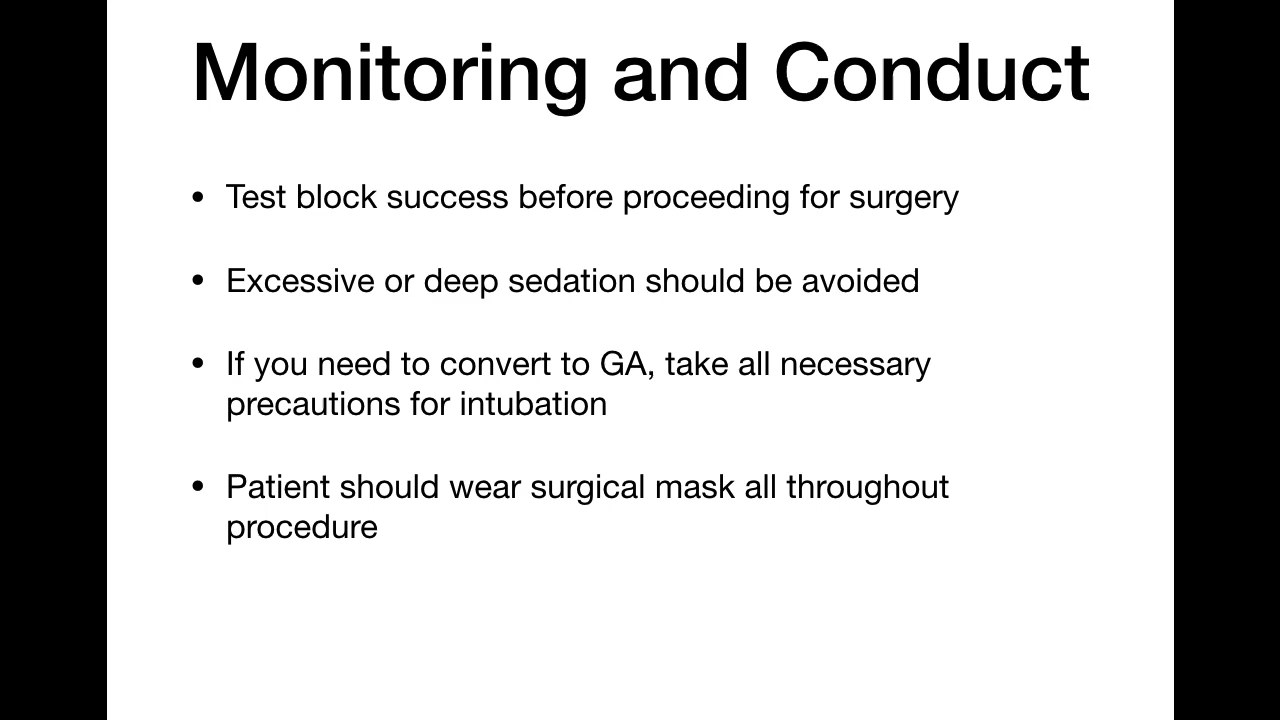 Monitoring and Conduct
• Test block success before proceeding for surgery
• Excessive or deep sedation should be avoided
• If you need to convert to GA, take all necessary
precautions for intubation
• Patient should wear surgical mask all throughout
procedure